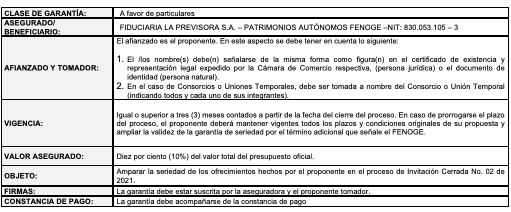 CLASE DE GARANTÍA: A favor de particulares
ASEGURADO/
BENEFICIARIO: FIDUCIARIA LA PREVISORA S.A. – PATRIMONIOS AUTÓNOMOS FENOGE –NIT: 830.053.105 – 3
El afianzado es el proponente. En este aspecto se debe tener en cuenta lo siguiente:
AFIANZADO Y TOMADOR:
1. El /los nombre(s) debe(n) señalarse de la misma forma como figura(n) en el certificado de existencia y
representación legal expedido por la Cámara de Comercio respectiva, (persona jurídica) o el documento
de identidad (persona natural).
2. En el caso de Consorcios o Uniones Temporales, debe ser tomada a nombre del Consorcio o Unión Temporal
(indicando todos y cada uno de sus integrantes).
VIGENCIA:
Igual o superior a tres (3) meses contados a partir de la fecha del cierre del proceso. En caso de prorrogarse el plazo
del proceso, el proponente deberá mantener vigentes todos los plazos y condiciones originales de su propuesta y
ampliar la validez de la garantía de seriedad por el término adicional que señale el FENOGE.
VALOR ASEGURADO: Diez por ciento (10%) del valor total del presupuesto oficial.
OBJETO:
Amparar la seriedad de los ofrecimientos hechos por el proponente en el proceso de Invitación Cerrada No. 02 de
2021.
FIRMAS: La garantía debe estar suscrita por la aseguradora y el proponente tomador.
CONSTANCIA DE PAGO: La garantía debe acompañarse de la constancia de pago